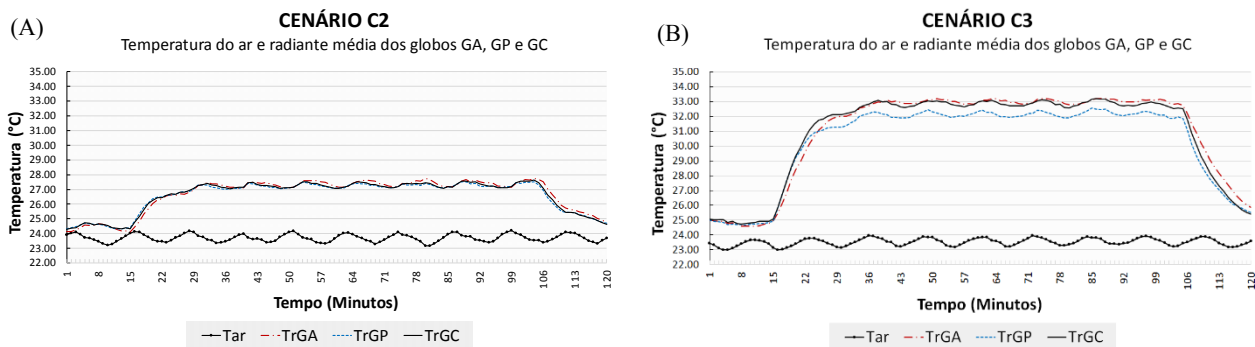 (A)
CENÁRIO C2
Temperatura do ar e radiante média dos globos GA, GP e GC
Temperatura (°C)
35.00
34.00
33.00
32.00
31.00
30.00
29.00
28.00
27.00
26.00
25.00
24.00
23.00
22.00
1 8 15 22 29 36 43 50 57 64 71 78 85 92 99 106 113 120
Tempo (Minutos)
Tar TrGA TrGP TrGC
(B)
CENÁRIO C3
Temperatura do ar e radiante média dos globos GA, GP e GC
Temperatura (°C)
35.00
34.00
33.00
32.00
31.00
30.00
29.00
28.00
27.00
26.00
25.00
24.00
23.00
22.00
1 8 15 22 29 36 43 50 57 64 71 78 85 92 99 106 113 120
Tempo (Minutos)
Tar TrGA TrGP TrGC